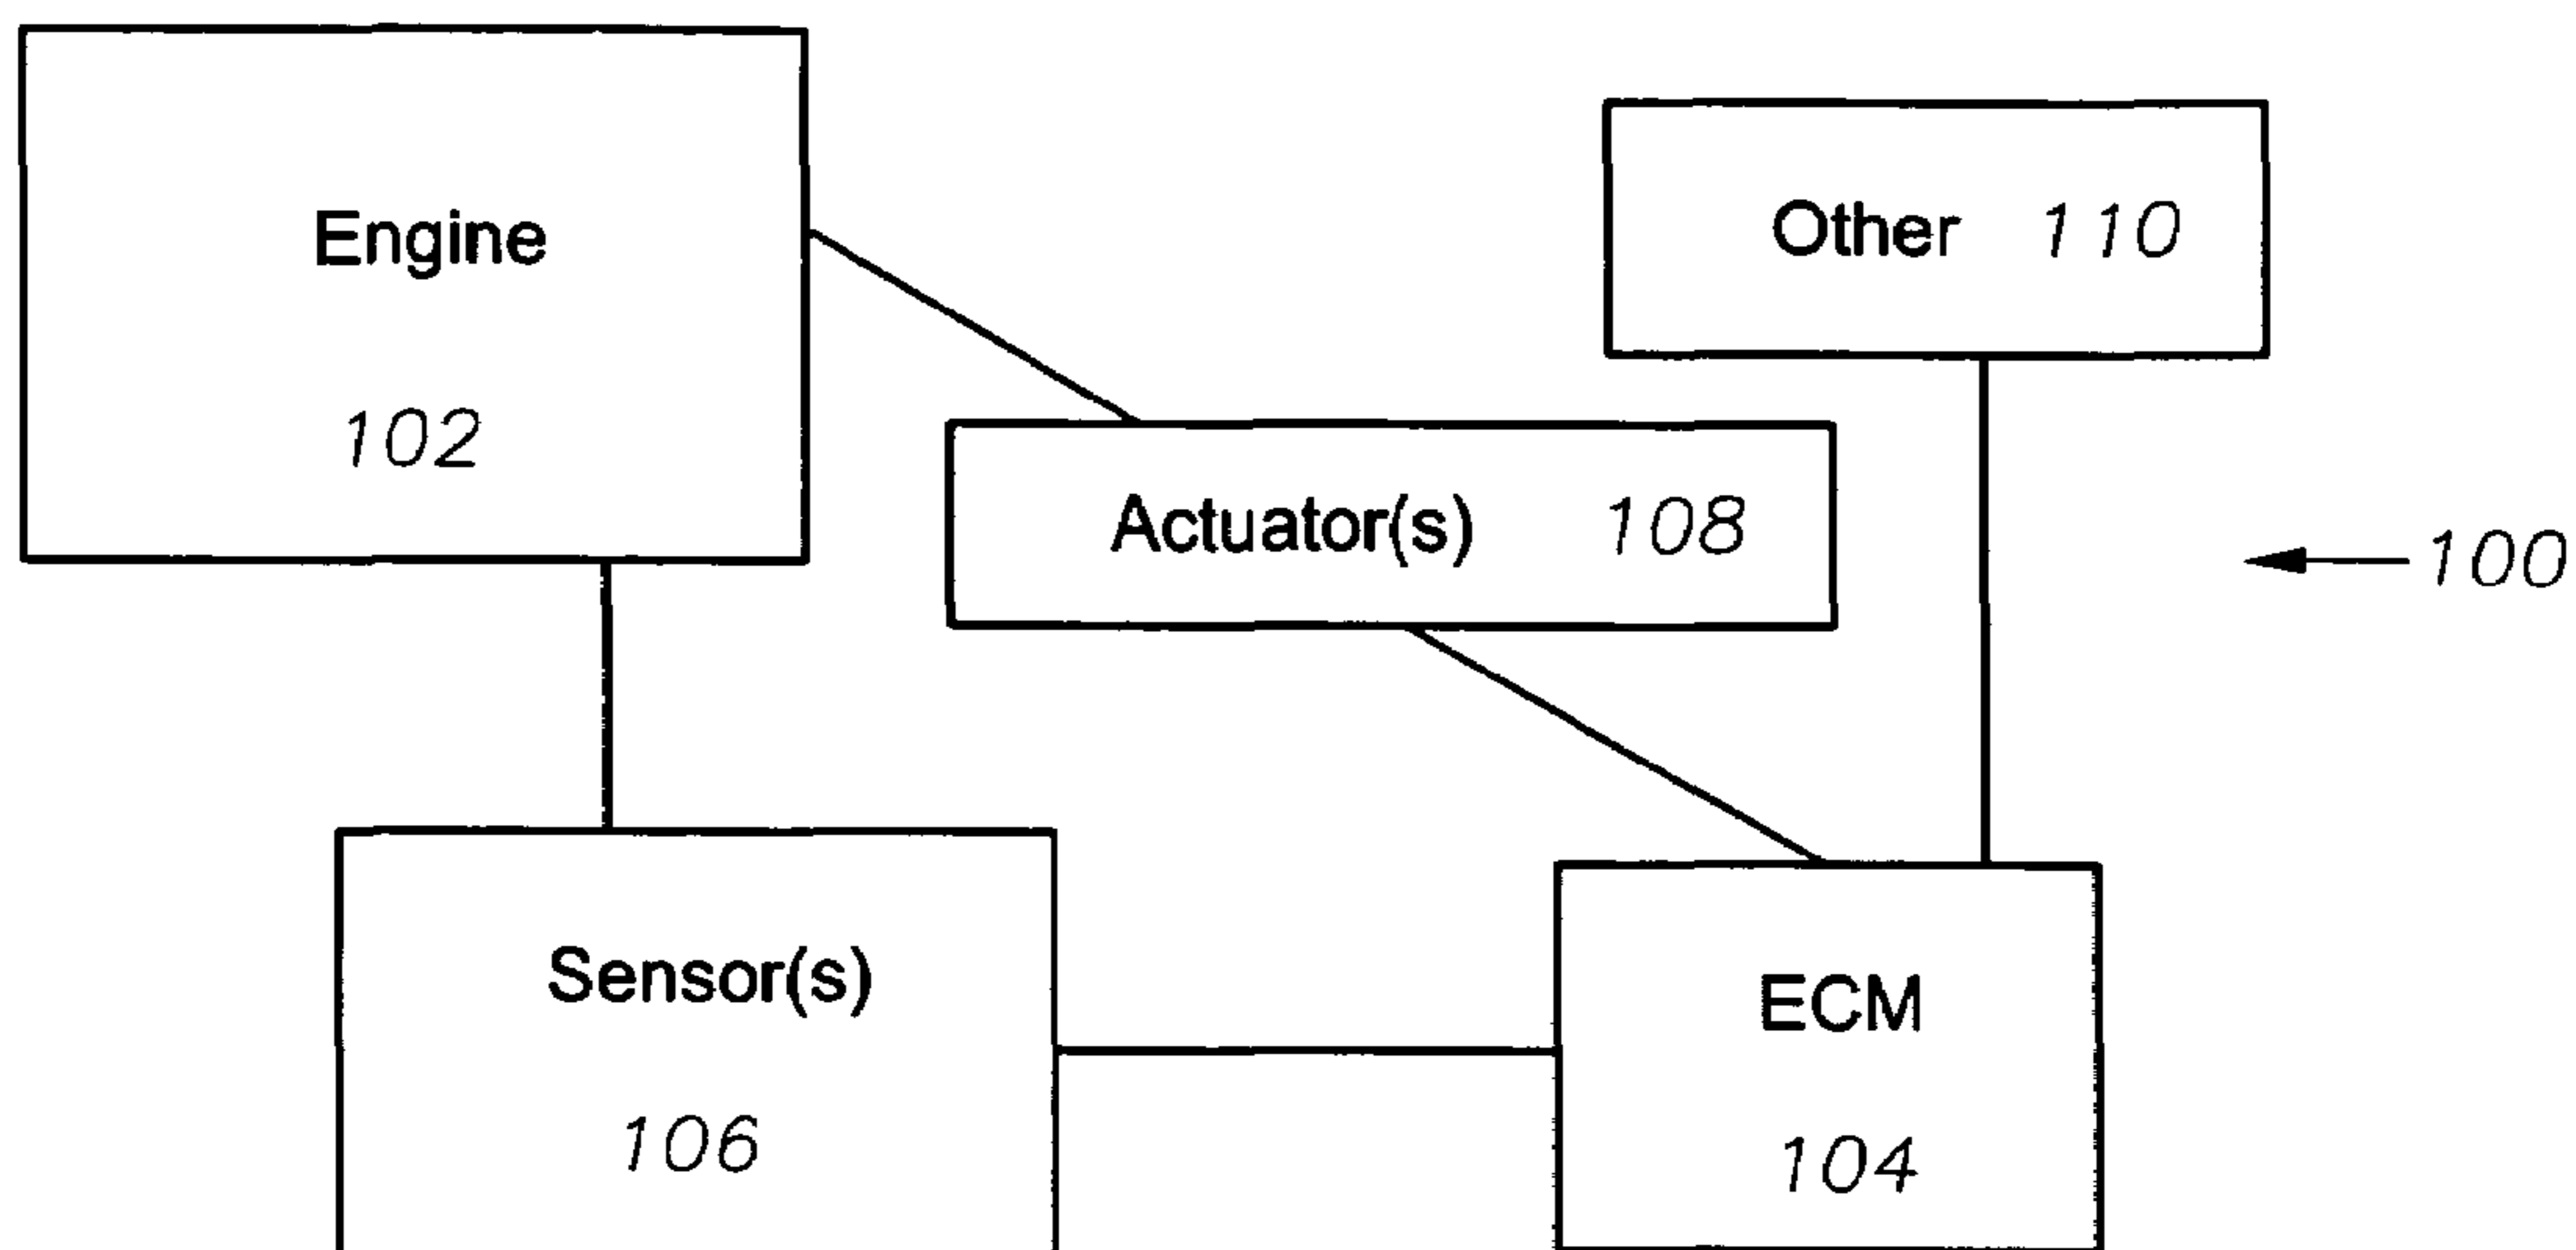 Engine
102
Other 110
Actuator(s) 108
100
Sensor(s)
106
ECM
104